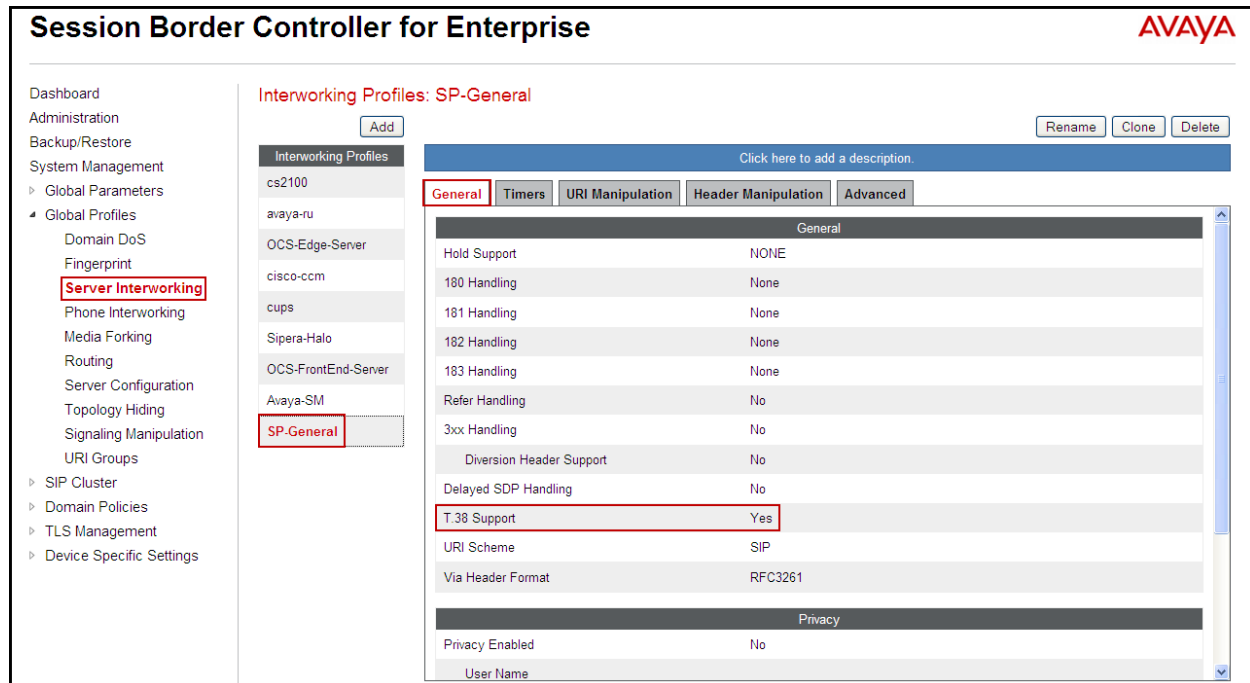 Session Border Controller for Enterprise
AVAYA
Dashboard
Administration
Backup/Restore
System Management
Global Parameters
Global Profiles
Domain DoS
Fingerprint
Server Interworking
Phone Interworking
Media Forking
Routing
Server Configuration
Topology Hiding
Signaling Manipulation
URI Groups
SIP Cluster
Domain Policies
TLS Management
Device Specific Settings
Interworking Profiles: SP-General
Add
Rename Clone Delete
Interworking Profiles
cs2100
avaya-ru
OCS-Edge-Server
cisco-ccm
cups
Sipera-Halo
OCS-FrontEnd-Server
Avaya-SM
SP-General
Click here to add a description.
General Timers URI Manipulation Header Manipulation Advanced
General
Hold Support NONE
180 Handling None
181 Handling None
182 Handling None
183 Handling None
Refer Handling No
3xx Handling No
Diversion Header Support No
Delayed SDP Handling No
T.38 Support Yes
URI Scheme SIP
Via Header Format RFC3261
Privacy
Privacy Enabled No
User Name